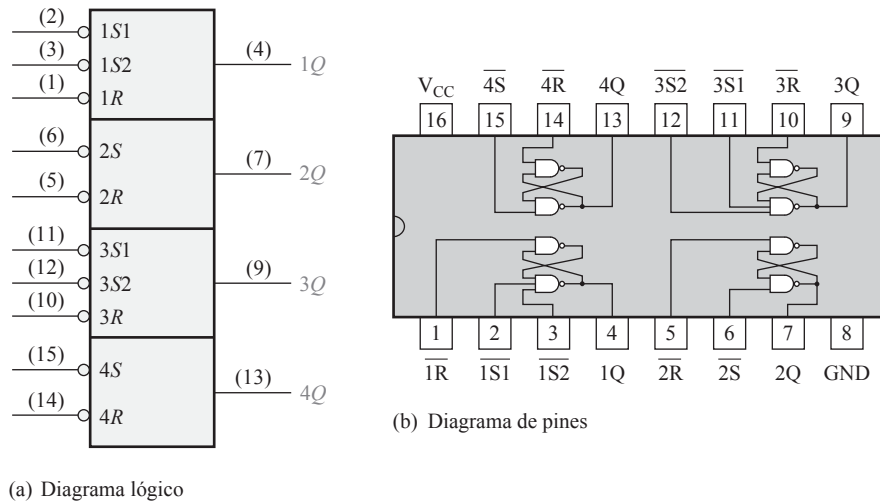 (2) 1S1
(3) 1S2
(4) 1Q
(1) 1R
(6) 2S
(7) 2Q
(5) 2R
(11) 3S1
(12) 3S2
(9) 3Q
(10) 3R
(15) 4S
(13) 4Q
(14) 4R
(a) Diagrama lógico
V_CC 4S̅ 4R̅ 4Q 3S2̅ 3S1̅ 3R̅ 3Q
16 15 14 13 12 11 10 9
1 2 3 4 5 6 7 8
1R̅ 1S1̅ 1S2̅ 1Q 2R̅ 2S̅ 2Q GND
(b) Diagrama de pines